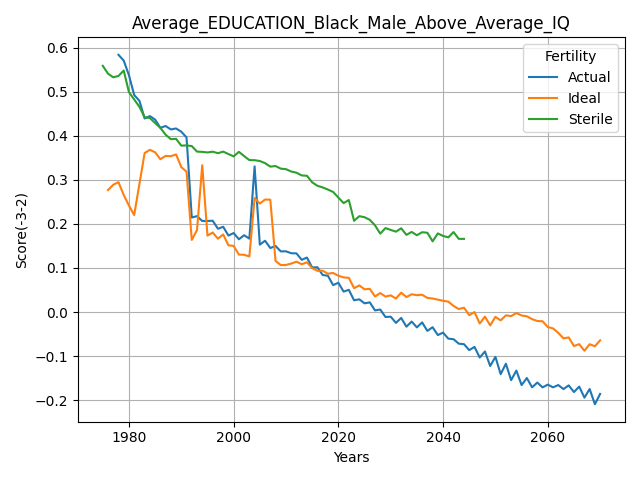 Average_EDUCATION_Black_Male_Above_Average_IQ
Fertility
Actual
Ideal
Sterile
Score(-3-2)
0.6
0.5
0.4
0.3
0.2
0.1
0.0
−0.1
−0.2
1980
2000
2020
2040
2060
Years